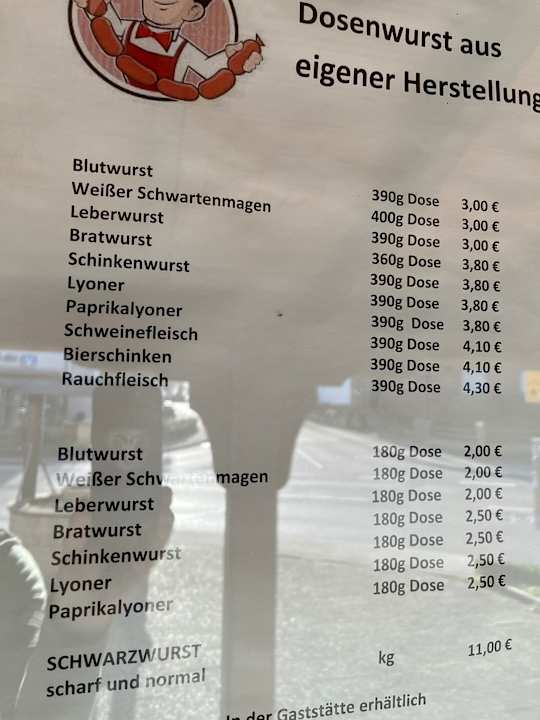 Dosenwurst aus
eigener Herstellung
Blutwurst 390g Dose 3,00 €
Weißer Schwartenmagen 400g Dose 3,00 €
Leberwurst 390g Dose 3,00 €
Bratwurst 360g Dose 3,80 €
Schinkenwurst 390g Dose 3,80 €
Lyoner 390g Dose 3,80 €
Paprikalyoner 390g Dose 3,80 €
Schweinefleisch 390g Dose 4,10 €
Bierschinken 390g Dose 4,10 €
Rauchfleisch 390g Dose 4,30 €
Blutwurst 180g Dose 2,00 €
Weißer Schwartenmagen 180g Dose 2,00 €
Leberwurst 180g Dose 2,00 €
Bratwurst 180g Dose 2,50 €
Schinkenwurst 180g Dose 2,50 €
Lyoner 180g Dose 2,50 €
Paprikalyoner 180g Dose 2,50 €
SCHWARZWURST kg 11,00 €
scharf und normal
In der Gaststätte erhältlich